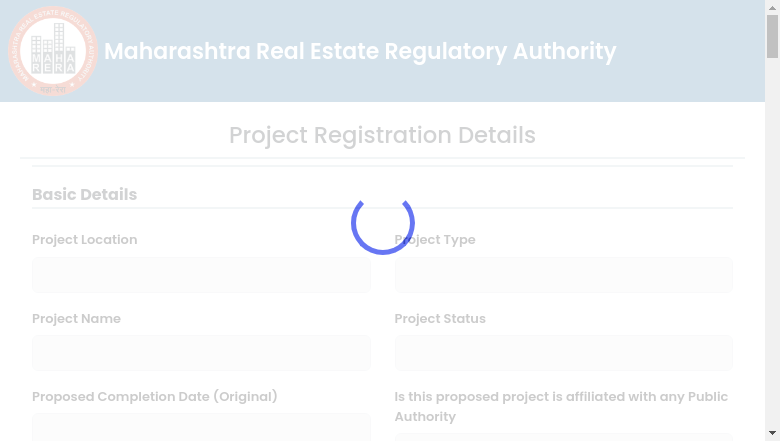 MAHARASHTRA REAL ESTATE REGULATORY AUTHORITY
MAHA
RERA
महा-रेरा
Maharashtra Real Estate Regulatory Authority
Project Registration Details
Basic Details
Project Location
Project Type
Project Name
Project Status
Proposed Completion Date (Original)
Is this proposed project is affiliated with any Public
Authority